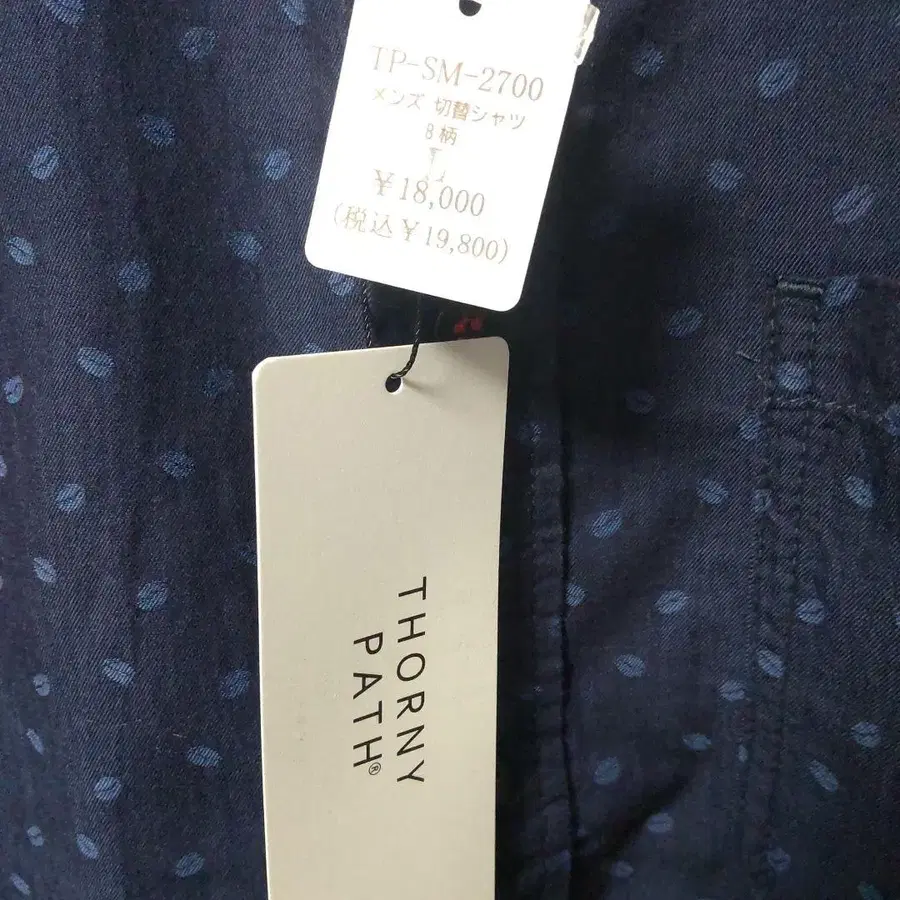 TP-SM-2700
メンズ 切替シャツ
8柄
¥18,000
(税込¥19,800)
THORNY
PATH®